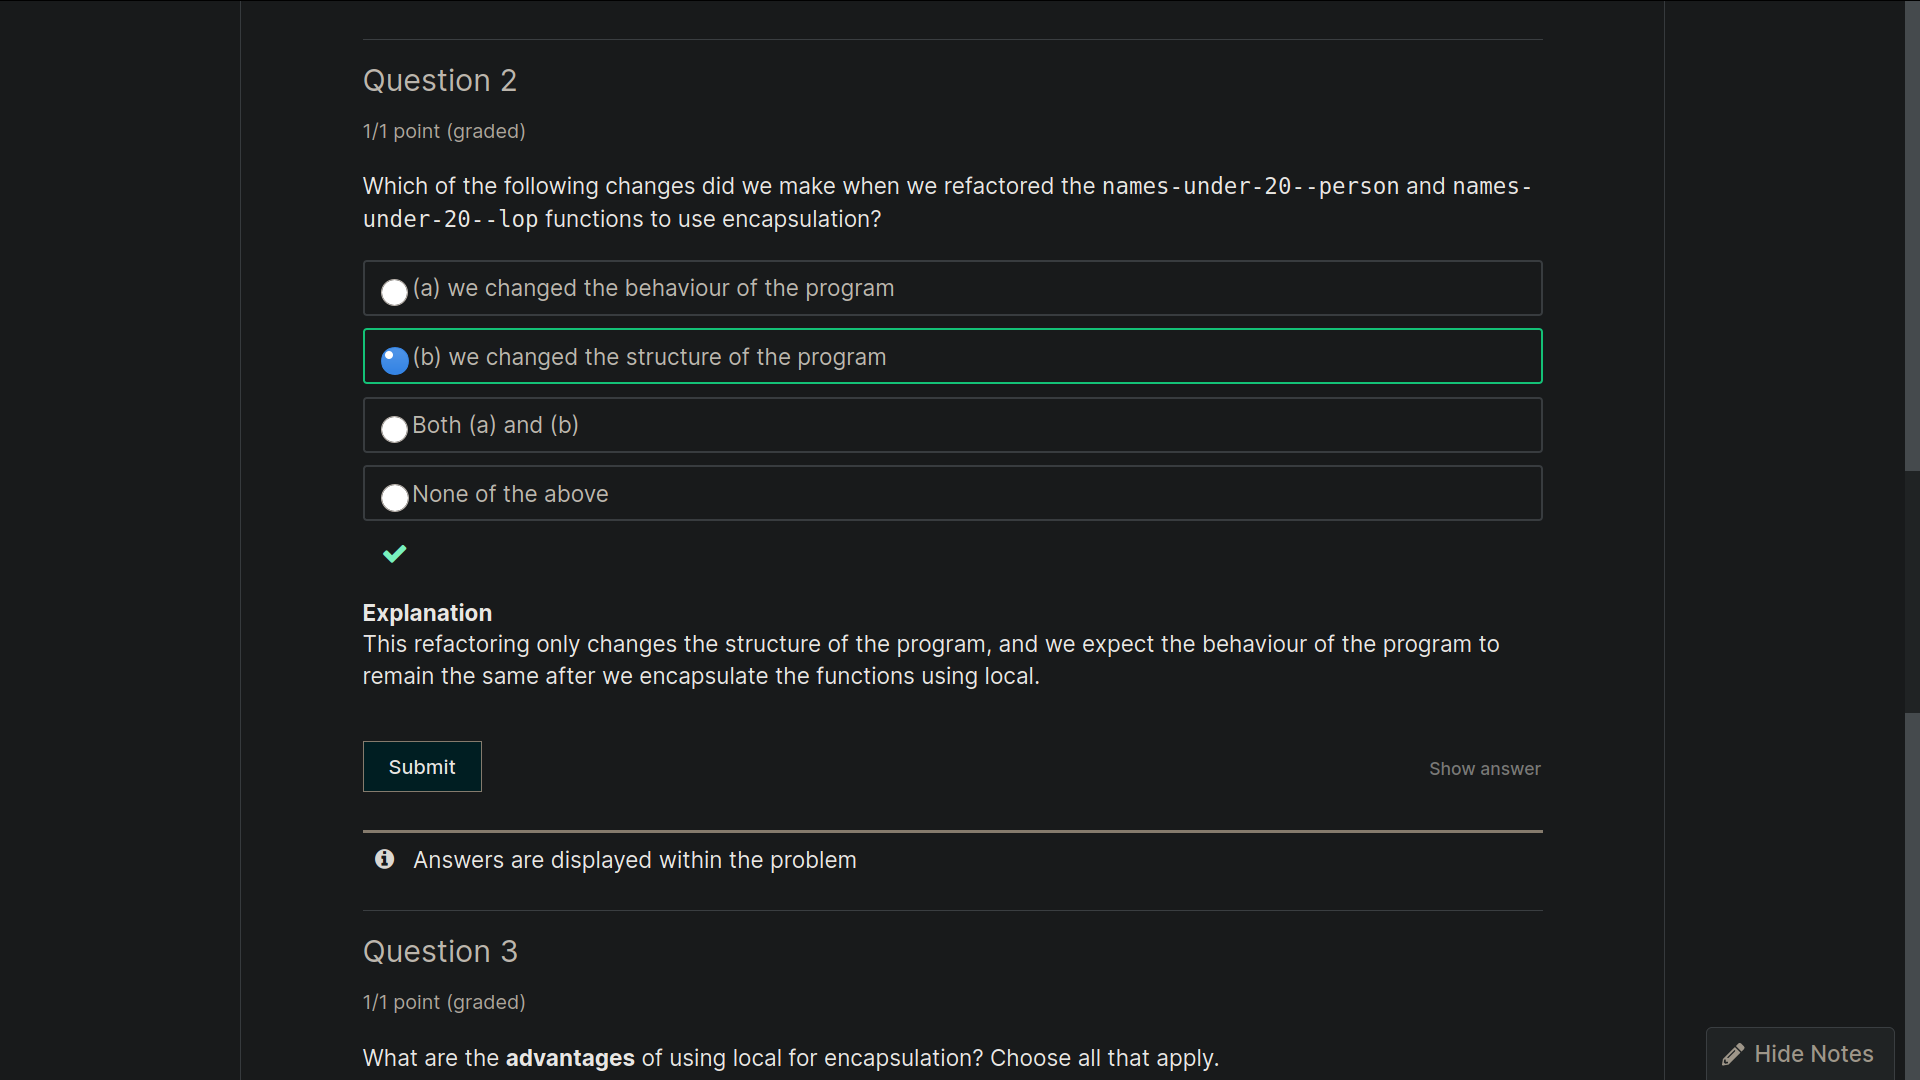 Question 2
1/1 point (graded)
Which of the following changes did we make when we refactored the names-under-20--person and names-
under-20--lop functions to use encapsulation?
(a) we changed the behaviour of the program
(b) we changed the structure of the program
Both (a) and (b)
None of the above
Explanation
This refactoring only changes the structure of the program, and we expect the behaviour of the program to
remain the same after we encapsulate the functions using local.
Submit
Show answer
Answers are displayed within the problem
Question 3
1/1 point (graded)
What are the advantages of using local for encapsulation? Choose all that apply.
Hide Notes